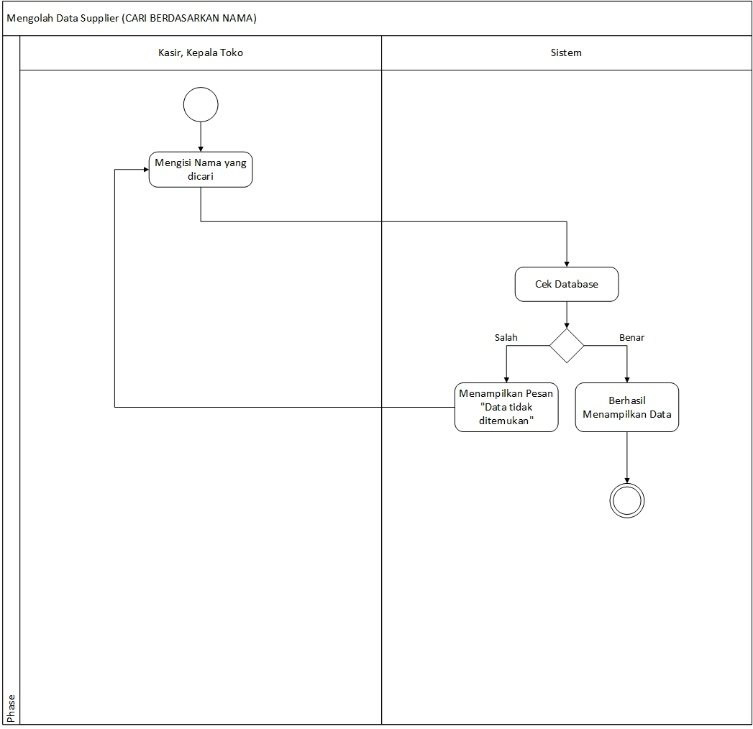 Mengolah Data Supplier (CARI BERDASARKAN NAMA)
Kasir, Kepala Toko
Sistem
Mengisi Nama yang
dicari
Cek Database
Salah
Benar
Menampilkan Pesan
"Data tidak
ditemukan"
Berhasil
Menampilkan Data
Phase